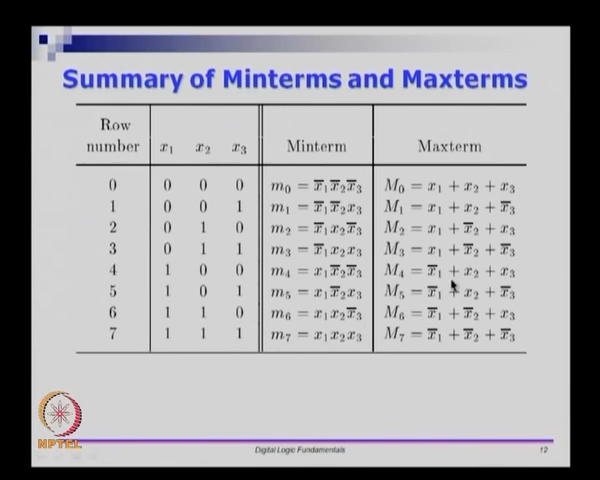 Summary of Minterms and Maxterms
Row number x₁ x₂ x₃ Minterm Maxterm
0 0 0 0 m₀ = x̅₁x̅₂x̅₃ M₀ = x₁ + x₂ + x₃
1 0 0 1 m₁ = x̅₁x̅₂x₃ M₁ = x₁ + x₂ + x̅₃
2 0 1 0 m₂ = x̅₁x₂x̅₃ M₂ = x₁ + x̅₂ + x₃
3 0 1 1 m₃ = x̅₁x₂x₃ M₃ = x₁ + x̅₂ + x̅₃
4 1 0 0 m₄ = x₁x̅₂x̅₃ M₄ = x̅₁ + x₂ + x₃
5 1 0 1 m₅ = x₁x̅₂x₃ M₅ = x̅₁ + x₂ + x̅₃
6 1 1 0 m₆ = x₁x₂x̅₃ M₆ = x̅₁ + x̅₂ + x₃
7 1 1 1 m₇ = x₁x₂x₃ M₇ = x̅₁ + x̅₂ + x̅₃
NPTEL
Digital Logic Fundamentals
12